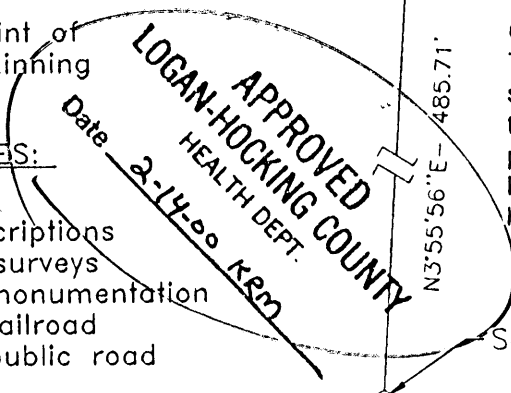 int of
inning
ES:
criptions
surveys
monumentation
ailroad
public road
APPROVED
LOGAN-HOCKING COUNTY
HEALTH DEPT.
Date 2-14-00 KRM
N3°55'56"E- 485.71'
S